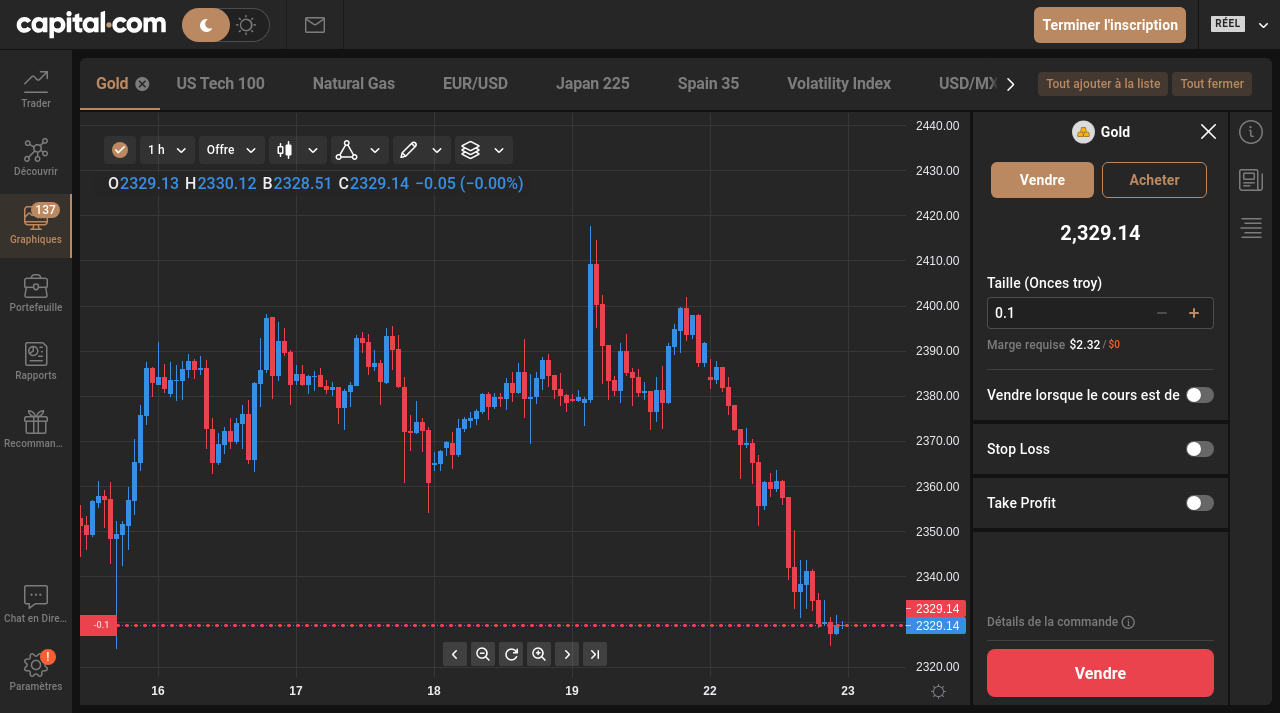 capital.com
Terminer l'inscription
RÉEL
Trader
Découvrir
137
Graphiques
Portefeuille
Rapports
Recomman...
Chat en Dire...
!
Paramètres
Gold
US Tech 100
Natural Gas
EUR/USD
Japan 225
Spain 35
Volatility Index
USD/MX
Tout ajouter à la liste
Tout fermer
1 h
Offre
O2329.13 H2330.12 B2328.51 C2329.14 −0.05 (−0.00%)
2440.00
2430.00
2420.00
2410.00
2400.00
2390.00
2380.00
2370.00
2360.00
2350.00
2340.00
2329.14
2329.14
2320.00
-0.1
16
17
18
19
22
23
Gold
Vendre
Acheter
2,329.14
Taille (Onces troy)
0.1
Marge requise $2.32 / $0
Vendre lorsque le cours est de
Stop Loss
Take Profit
Détails de la commande
Vendre